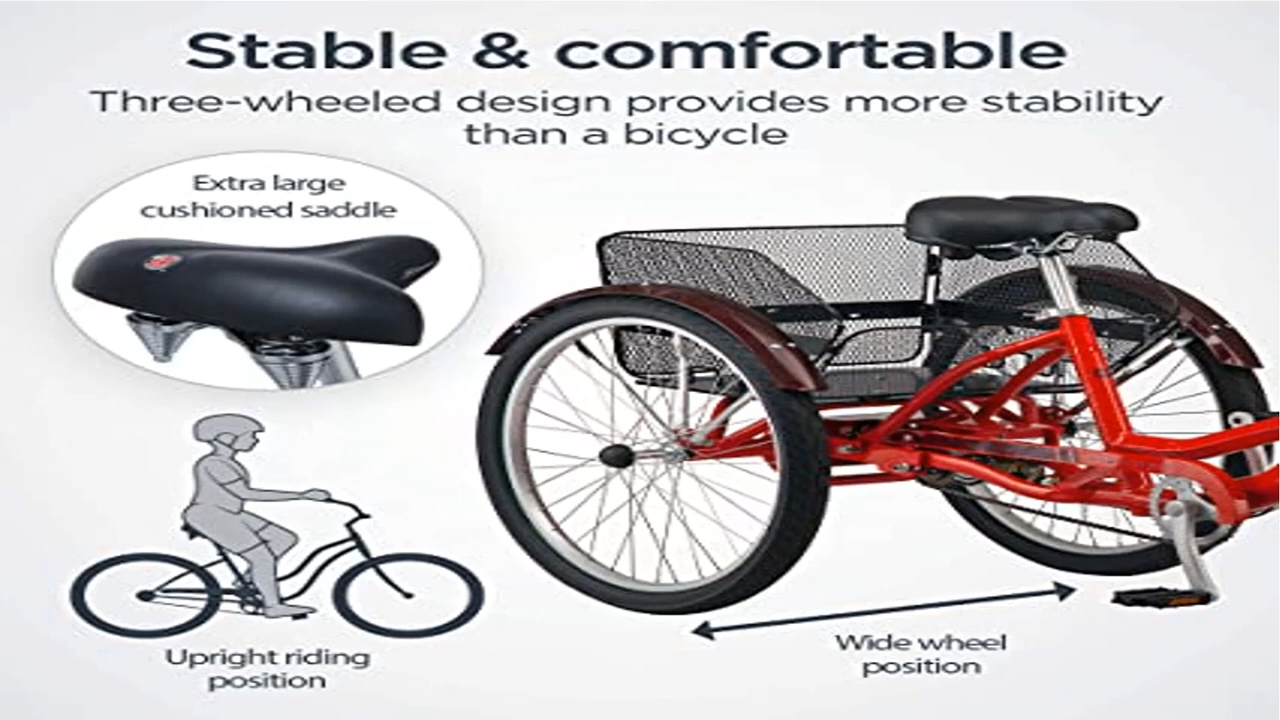 Stable & comfortable
Three-wheeled design provides more stability
than a bicycle
Extra large
cushioned saddle
Upright riding
position
Wide wheel
position